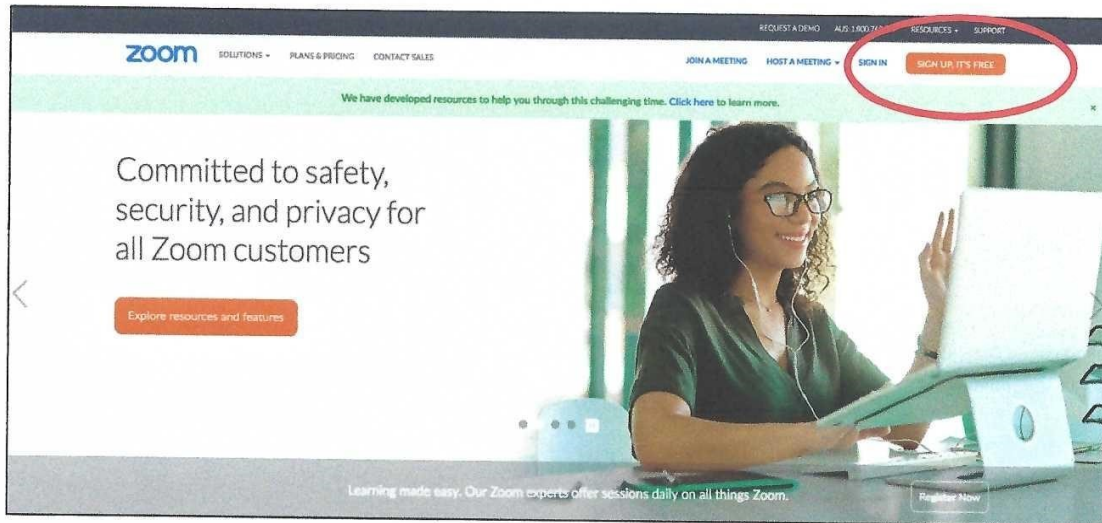 REQUEST A DEMO RESOURCES SUPPORT
zoom SOLUTIONS PLANS & PRICING CONTACT SALES JOIN A MEETING HOST A MEETING SIGN IN SIGN UP, IT'S FREE
We have developed resources to help you through this challenging time. Click here to learn more.
Committed to safety,
security, and privacy for
all Zoom customers
Explore resources and features
Learning made easy. Our Zoom experts offer sessions daily on all things Zoom. Register Now